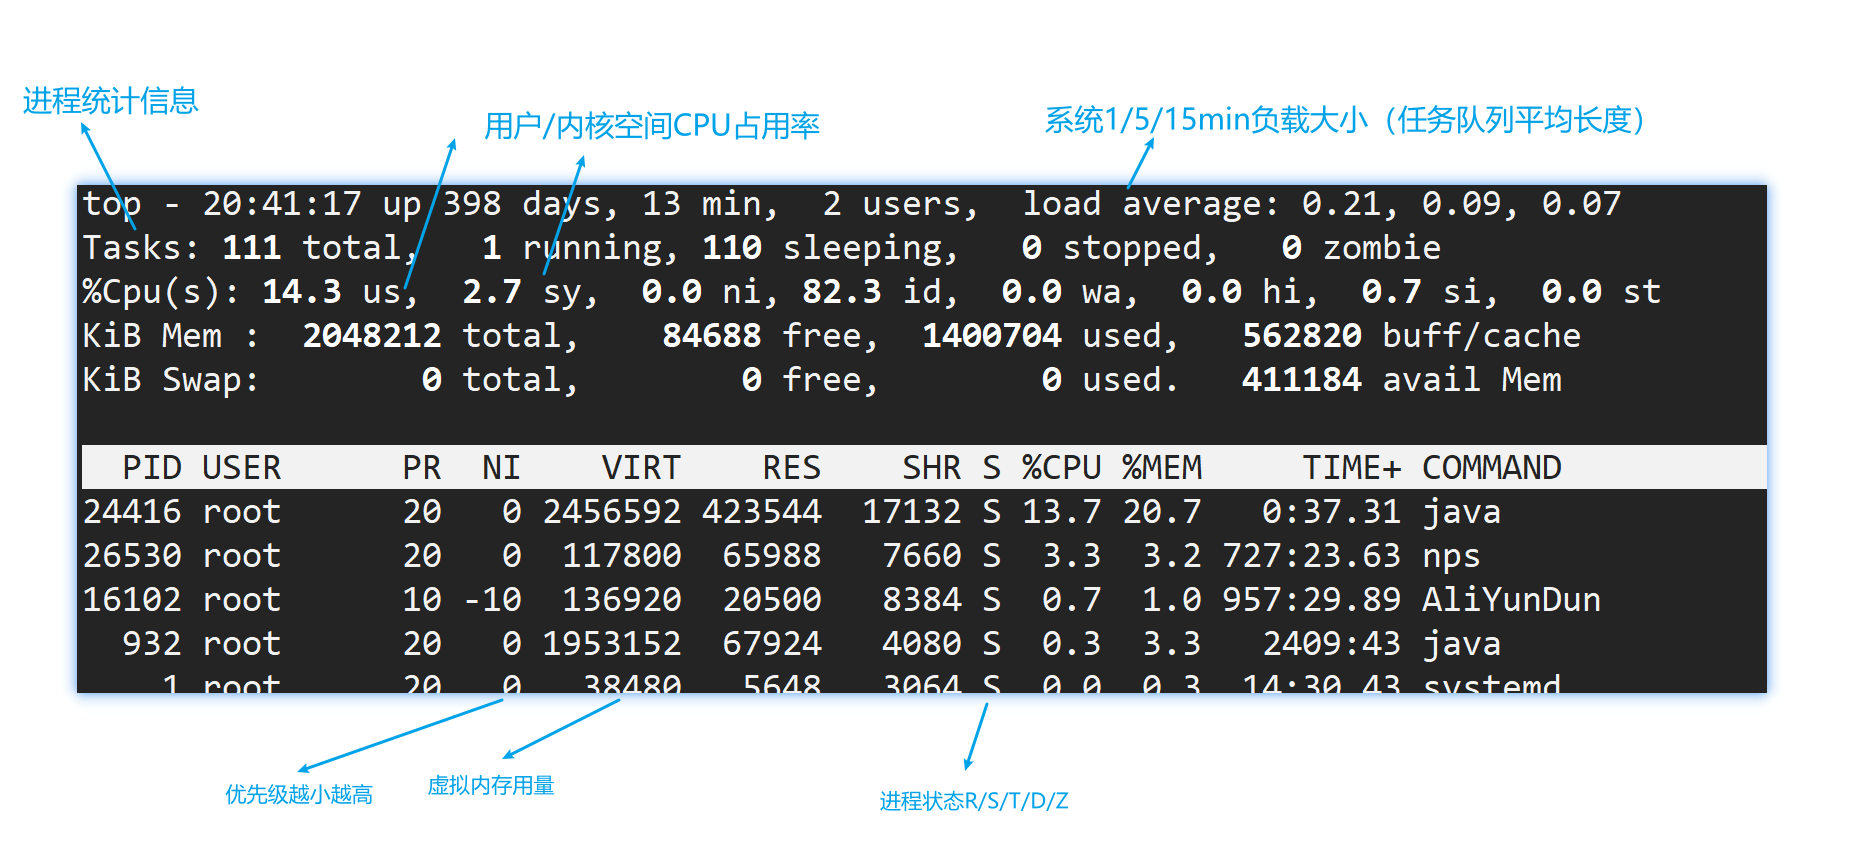 进程统计信息
用户/内核空间CPU占用率
系统1/5/15min负载大小（任务队列平均长度）
top - 20:41:17 up 398 days, 13 min,  2 users,  load average: 0.21, 0.09, 0.07
Tasks: 111 total,   1 running, 110 sleeping,   0 stopped,   0 zombie
%Cpu(s): 14.3 us,  2.7 sy,  0.0 ni, 82.3 id,  0.0 wa,  0.0 hi,  0.7 si,  0.0 st
KiB Mem :  2048212 total,    84688 free,  1400704 used,   562820 buff/cache
KiB Swap:        0 total,        0 free,        0 used.   411184 avail Mem
  PID USER      PR  NI    VIRT    RES    SHR S %CPU %MEM     TIME+ COMMAND
24416 root      20   0 2456592 423544  17132 S 13.7 20.7   0:37.31 java
26530 root      20   0  117800  65988   7660 S  3.3  3.2 727:23.63 nps
16102 root      10 -10  136920  20500   8384 S  0.7  1.0 957:29.89 AliYunDun
  932 root      20   0 1953152  67924   4080 S  0.3  3.3   2409:43 java
    1 root      20   0   38480   5648   3064 S  0.0  0.3  14:30.43 systemd
优先级越小越高
虚拟内存用量
进程状态R/S/T/D/Z